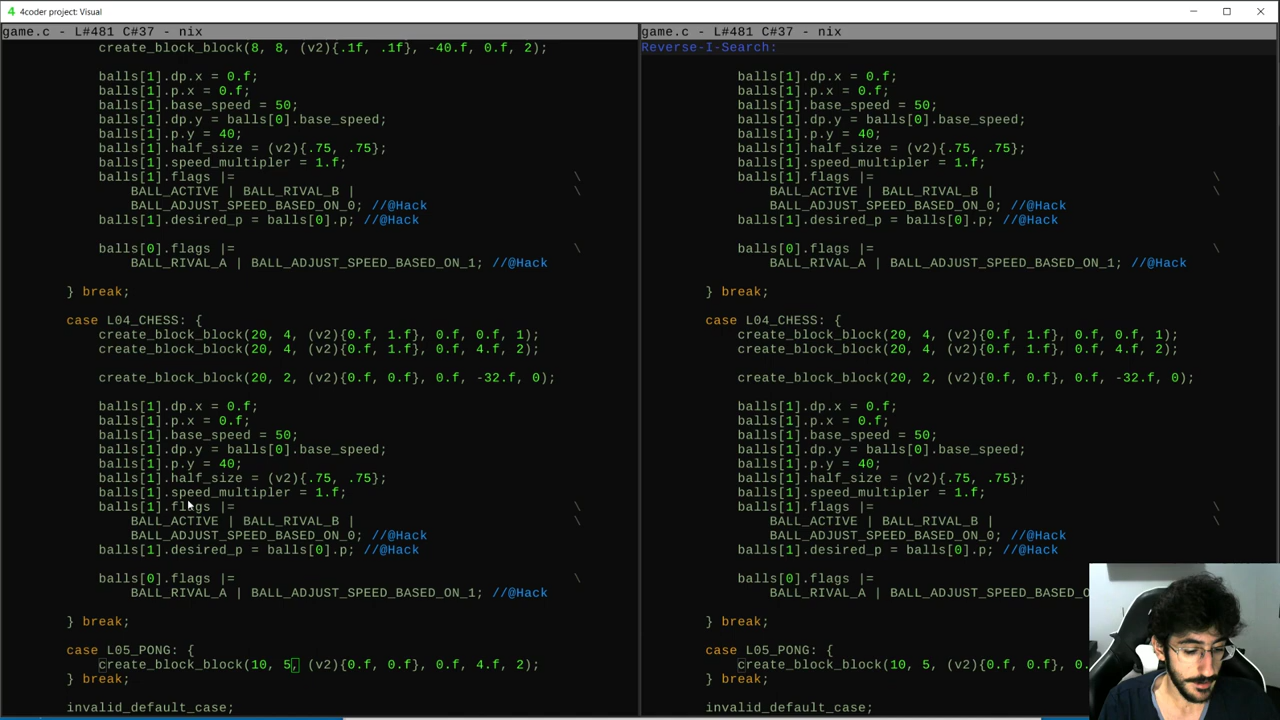 4coder project: Visual
game.c - L#481 C#37 - nix
create_block_block(8, 8, (v2){.1f, .1f}, -40.f, 0.f, 2);
balls[1].dp.x = 0.f;
balls[1].p.x = 0.f;
balls[1].base_speed = 50;
balls[1].dp.y = balls[0].base_speed;
balls[1].p.y = 40;
balls[1].half_size = (v2){.75, .75};
balls[1].speed_multipler = 1.f;
balls[1].flags |= \
BALL_ACTIVE | BALL_RIVAL_B | \
BALL_ADJUST_SPEED_BASED_ON_0; //@Hack
balls[1].desired_p = balls[0].p; //@Hack
balls[0].flags |= \
BALL_RIVAL_A | BALL_ADJUST_SPEED_BASED_ON_1; //@Hack
} break;
case L04_CHESS: {
create_block_block(20, 4, (v2){0.f, 1.f}, 0.f, 0.f, 1);
create_block_block(20, 4, (v2){0.f, 1.f}, 0.f, 4.f, 2);
create_block_block(20, 2, (v2){0.f, 0.f}, 0.f, -32.f, 0);
balls[1].dp.x = 0.f;
balls[1].p.x = 0.f;
balls[1].base_speed = 50;
balls[1].dp.y = balls[0].base_speed;
balls[1].p.y = 40;
balls[1].half_size = (v2){.75, .75};
balls[1].speed_multipler = 1.f;
balls[1].flags |= \
BALL_ACTIVE | BALL_RIVAL_B | \
BALL_ADJUST_SPEED_BASED_ON_0; //@Hack
balls[1].desired_p = balls[0].p; //@Hack
balls[0].flags |= \
BALL_RIVAL_A | BALL_ADJUST_SPEED_BASED_ON_1; //@Hack
} break;
case L05_PONG: {
create_block_block(10, 5, (v2){0.f, 0.f}, 0.f, 4.f, 2);
} break;
invalid_default_case;
game.c - L#481 C#37 - nix
Reverse-I-Search:
balls[1].dp.x = 0.f;
balls[1].p.x = 0.f;
balls[1].base_speed = 50;
balls[1].dp.y = balls[0].base_speed;
balls[1].p.y = 40;
balls[1].half_size = (v2){.75, .75};
balls[1].speed_multipler = 1.f;
balls[1].flags |= \
BALL_ACTIVE | BALL_RIVAL_B | \
BALL_ADJUST_SPEED_BASED_ON_0; //@Hack
balls[1].desired_p = balls[0].p; //@Hack
balls[0].flags |= \
BALL_RIVAL_A | BALL_ADJUST_SPEED_BASED_ON_1; //@Hack
} break;
case L04_CHESS: {
create_block_block(20, 4, (v2){0.f, 1.f}, 0.f, 0.f, 1);
create_block_block(20, 4, (v2){0.f, 1.f}, 0.f, 4.f, 2);
create_block_block(20, 2, (v2){0.f, 0.f}, 0.f, -32.f, 0);
balls[1].dp.x = 0.f;
balls[1].p.x = 0.f;
balls[1].base_speed = 50;
balls[1].dp.y = balls[0].base_speed;
balls[1].p.y = 40;
balls[1].half_size = (v2){.75, .75};
balls[1].speed_multipler = 1.f;
balls[1].flags |= \
BALL_ACTIVE | BALL_RIVAL_B | \
BALL_ADJUST_SPEED_BASED_ON_0; //@Hack
balls[1].desired_p = balls[0].p; //@Hack
balls[0].flags |=
BALL_RIVAL_A | BALL_ADJUST_SPEED_BASED_O
} break;
case L05_PONG: {
create_block_block(10, 5, (v2){0.f, 0.f}, 0.
} break;
invalid_default_case;